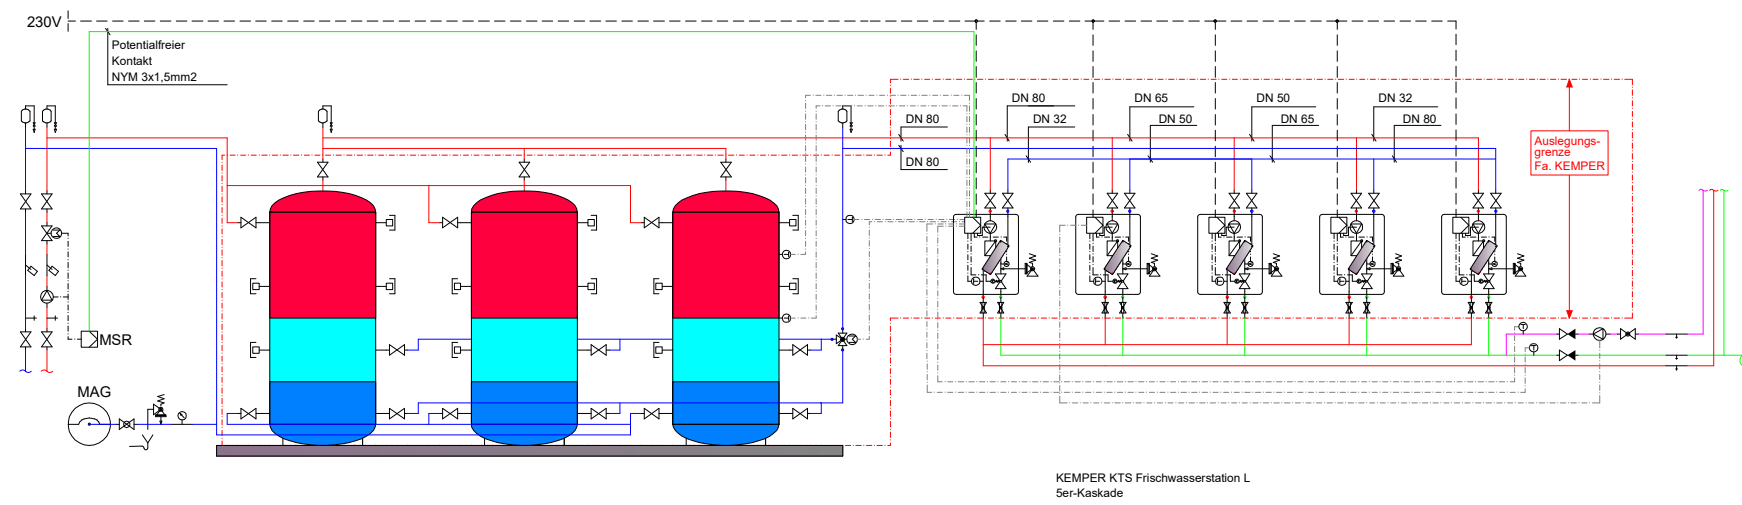 230V
Potentialfreier
Kontakt
NYM 3x1,5mm2
DN 80
DN 65
DN 50
DN 32
DN 80
DN 32
DN 50
DN 65
DN 80
DN 80
Auslegungs-
grenze
Fa. KEMPER
MSR
MAG
T
T
KEMPER KTS Frischwasserstation L
5er-Kaskade